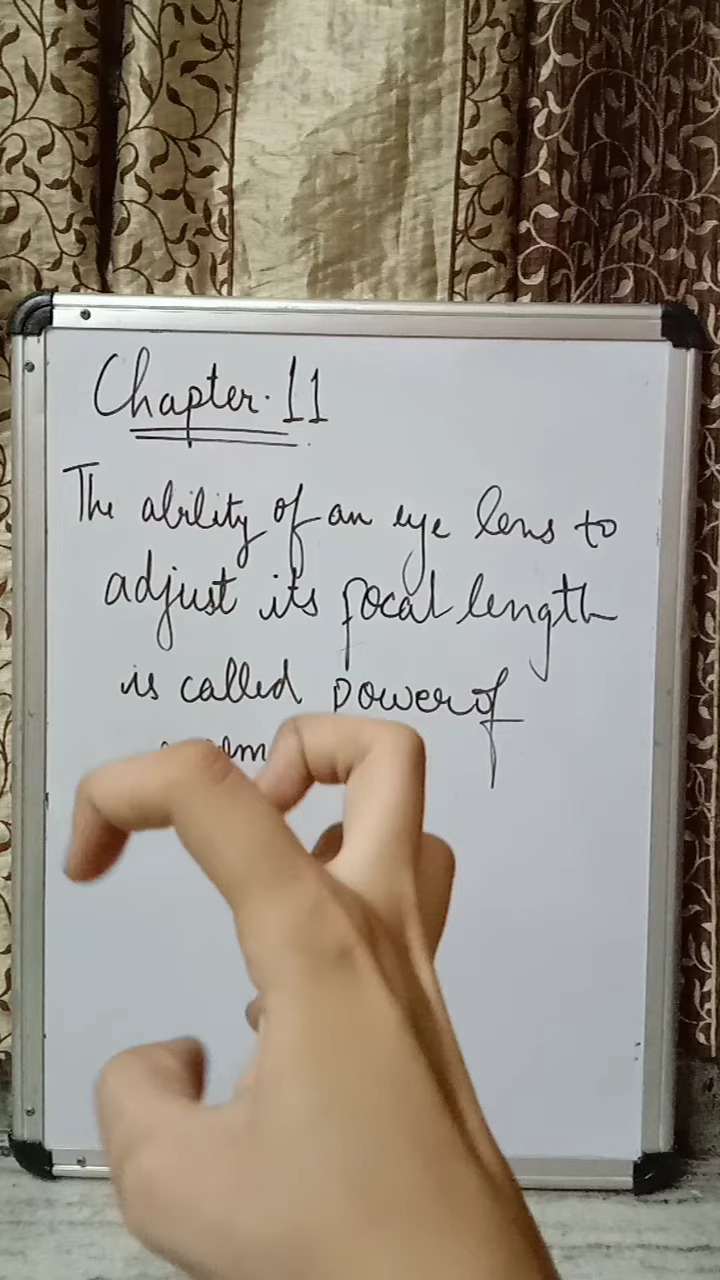 Chapter. 11
The ability of an eye lens to
adjust its focal length
is called power of